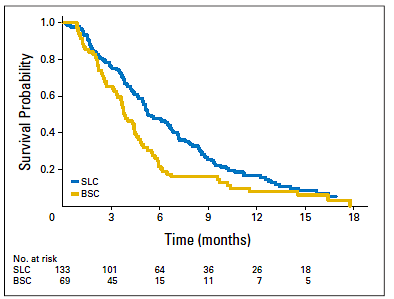 Survival Probability
1.0
0.8
0.6
0.4
0.2
SLC
BSC
0 3 6 9 12 15 18
Time (months)
No. at risk
SLC 133 101 64 36 26 18
BSC 69 45 15 11 7 5